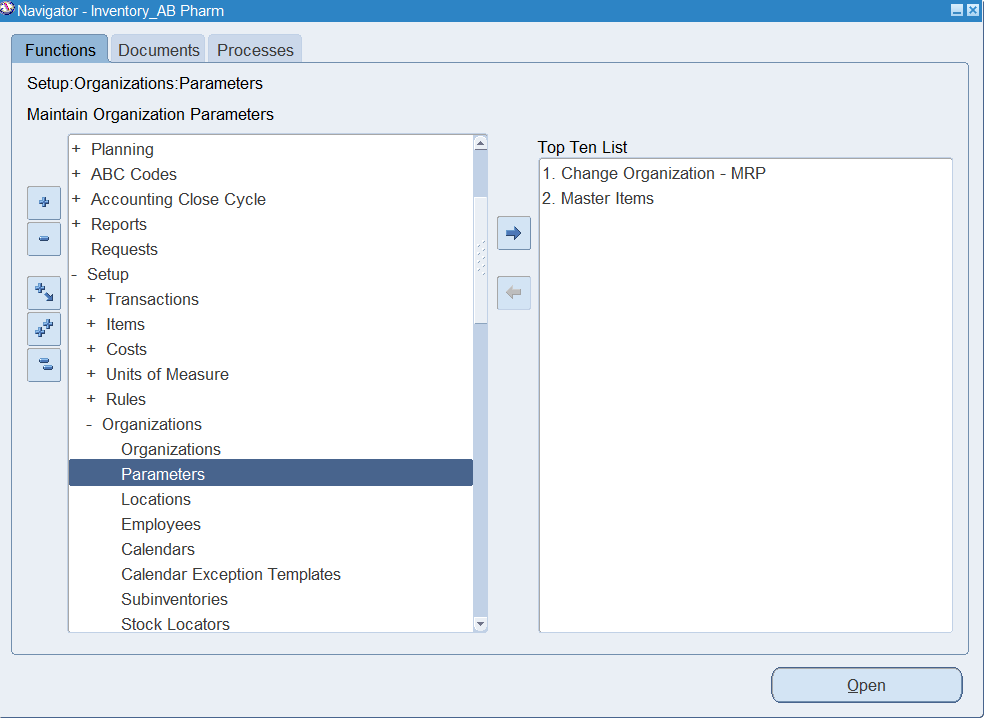 Navigator - Inventory_AB Pharm
Functions
Documents
Processes
Setup:Organizations:Parameters
Maintain Organization Parameters
+ Planning
+ ABC Codes
+ Accounting Close Cycle
+ Reports
Requests
- Setup
+ Transactions
+ Items
+ Costs
+ Units of Measure
+ Rules
- Organizations
Organizations
Parameters
Locations
Employees
Calendars
Calendar Exception Templates
Subinventories
Stock Locators
Top Ten List
1. Change Organization - MRP
2. Master Items
Open